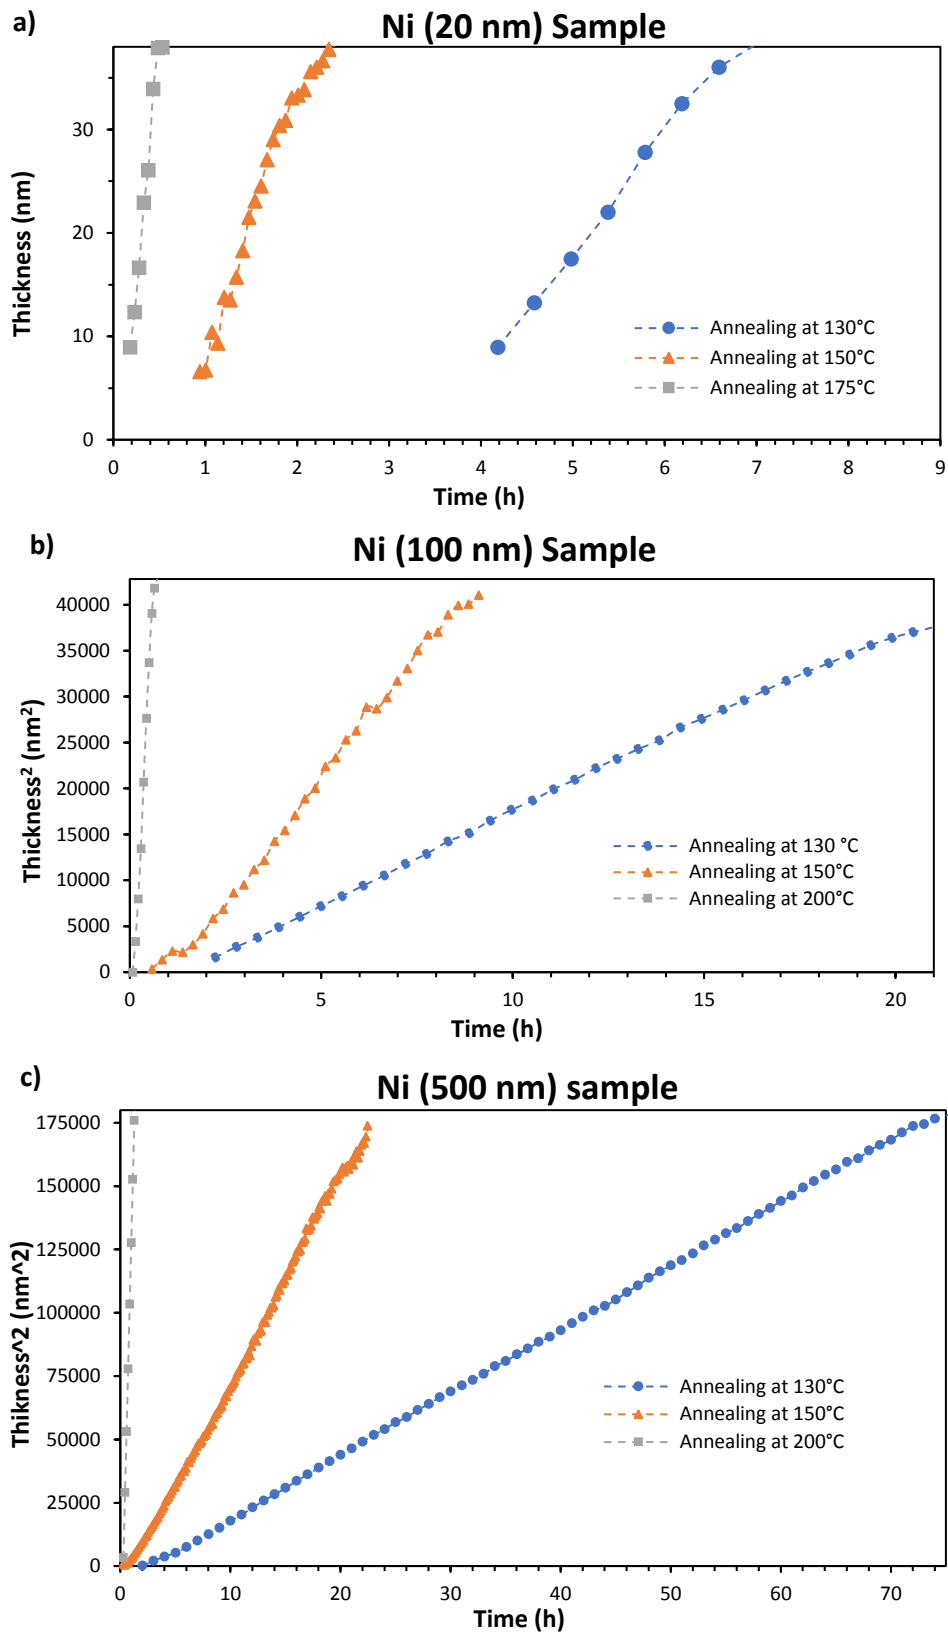 a)
Ni (20 nm) Sample
Thickness (nm)
30
20
10
0
Annealing at 130°C
Annealing at 150°C
Annealing at 175°C
0 1 2 3 4 5 6 7 8 9
Time (h)
b)
Ni (100 nm) Sample
Thickness² (nm²)
40000
35000
30000
25000
20000
15000
10000
5000
0
Annealing at 130 °C
Annealing at 150°C
Annealing at 200°C
0 5 10 15 20
Time (h)
c)
Ni (500 nm) sample
Thikness^2 (nm^2)
175000
150000
125000
100000
75000
50000
25000
0
Annealing at 130°C
Annealing at 150°C
Annealing at 200°C
0 10 20 30 40 50 60 70
Time (h)